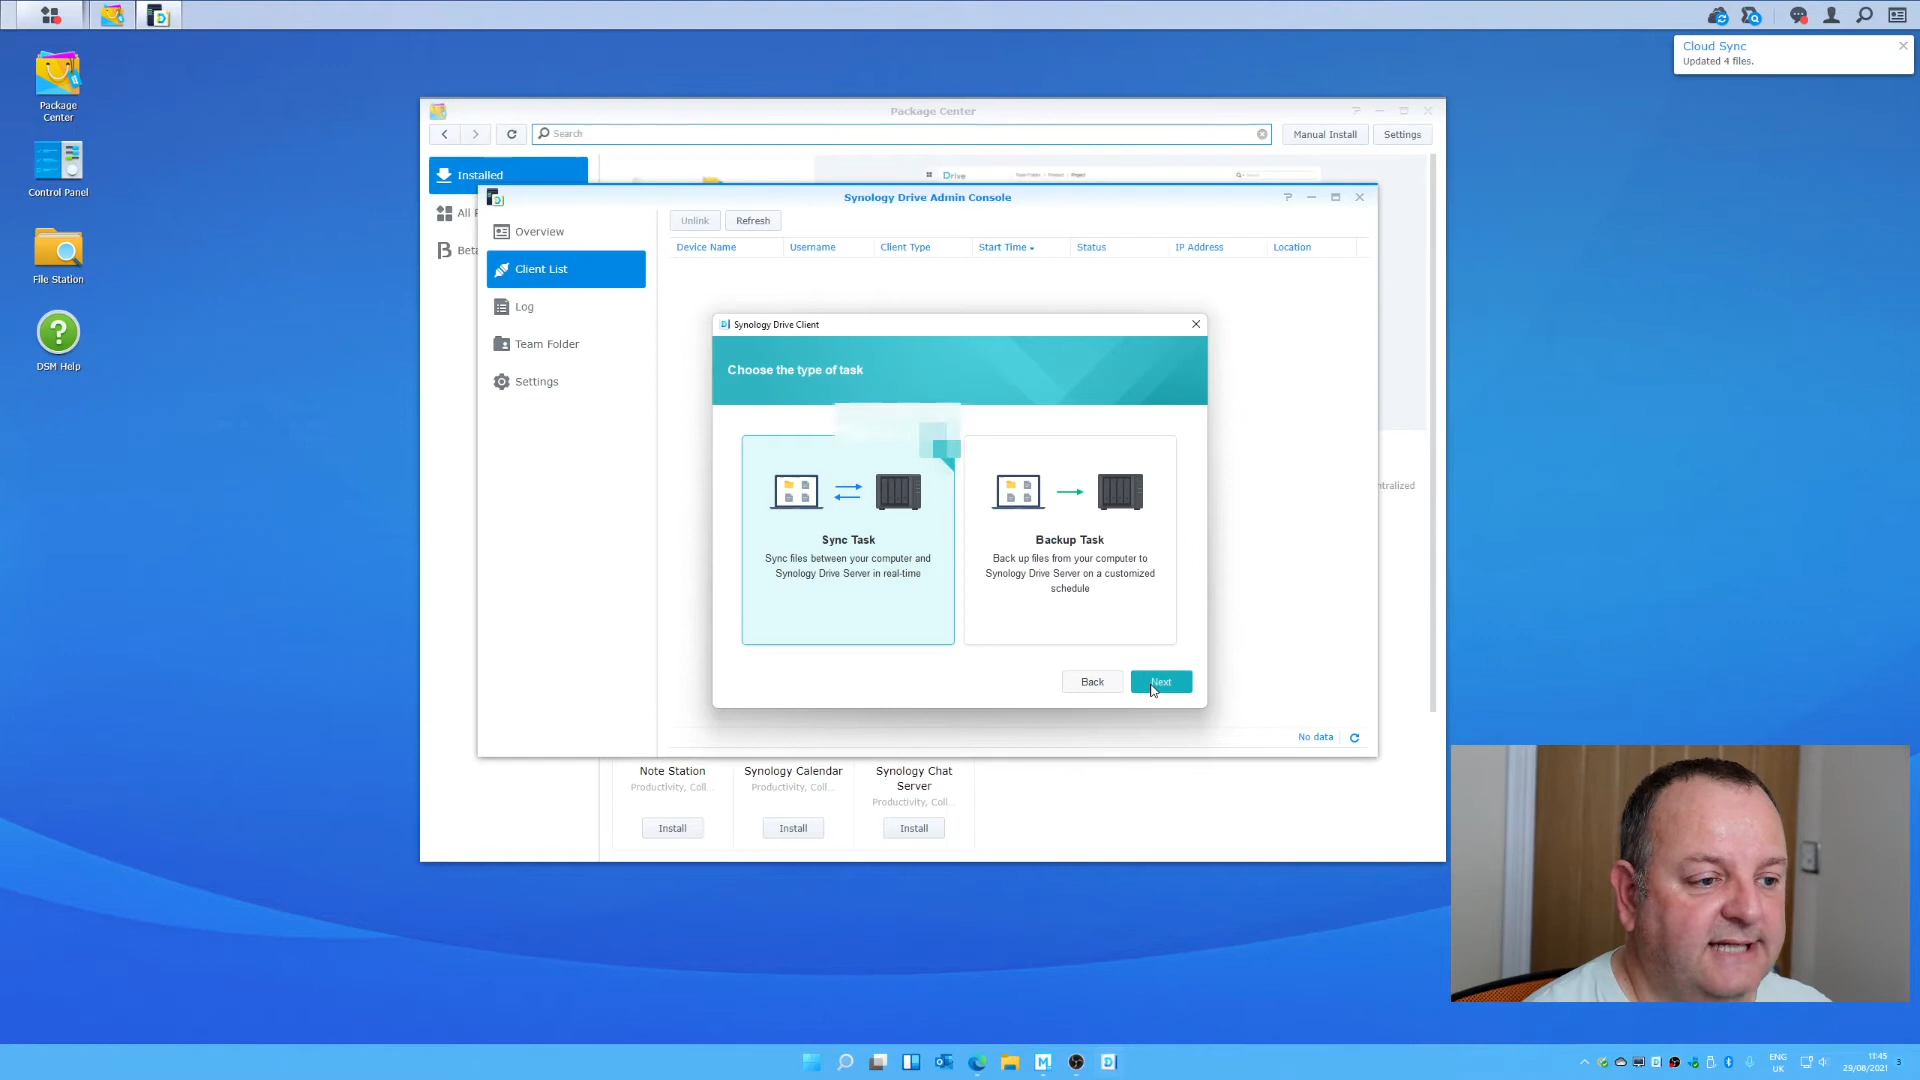 Cloud Sync
Updated 4 files.
Package
Center
Control Panel
File Station
DSM Help
Package Center
Search
Manual Install
Settings
Installed
All
Beta
Drive
Synology Drive Admin Console
Overview
Client List
Log
Team Folder
Settings
Unlink
Refresh
Device Name
Username
Client Type
Start Time
Status
IP Address
Location
Synology Drive Client
Choose the type of task
Sync Task
Sync files between your computer and
Synology Drive Server in real-time
Backup Task
Back up files from your computer to
Synology Drive Server on a customized
schedule
Back
Next
ntralized
No data
Note Station
Productivity, Coll...
Install
Synology Calendar
Productivity, Coll...
Install
Synology Chat
Server
Productivity, Coll...
Install
ENG
UK
11:45
29/08/2021
3